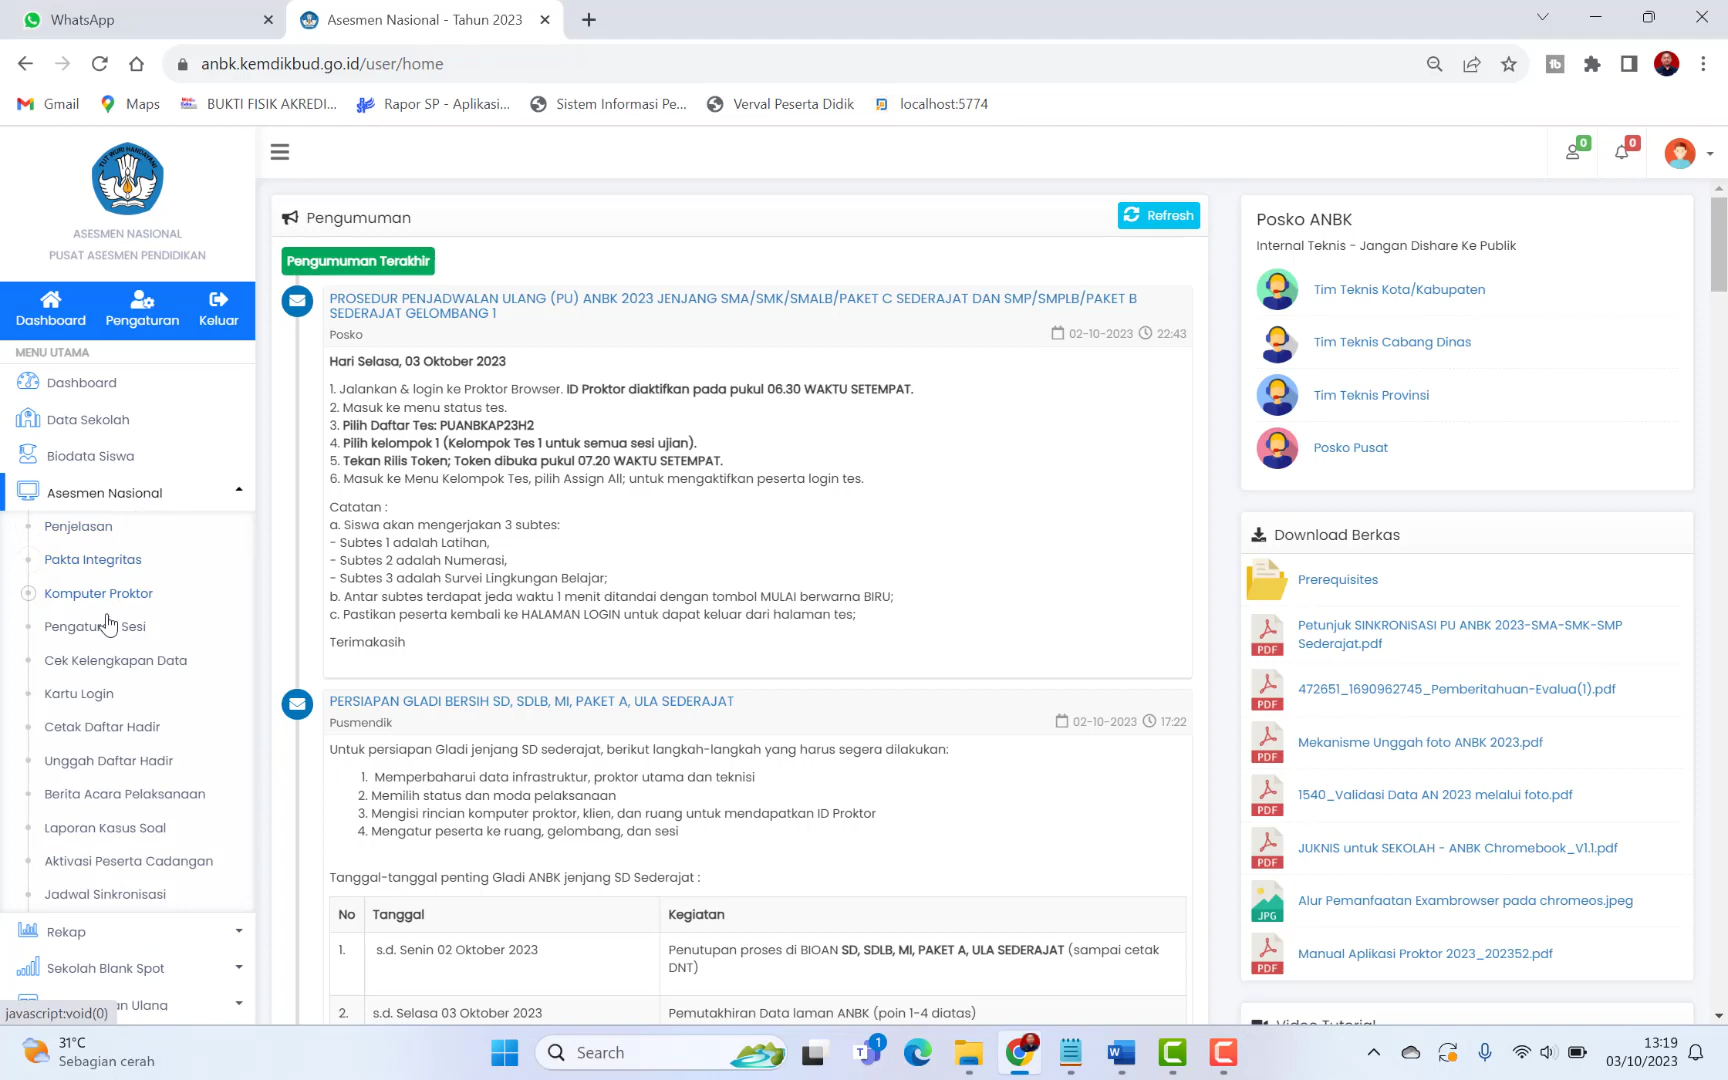 WhatsApp
Asesmen Nasional - Tahun 2023
anbk.kemdikbud.go.id/user/home
Gmail
Maps
BUKTI FISIK AKREDI...
Rapor SP - Aplikasi...
Sistem Informasi Pe...
Verval Peserta Didik
localhost:5774
ASESMEN NASIONAL
PUSAT ASESMEN PENDIDIKAN
Dashboard
Pengaturan
Keluar
MENU UTAMA
Dashboard
Data Sekolah
Biodata Siswa
Asesmen Nasional
Penjelasan
Pakta Integritas
Komputer Proktor
Sesi
Cek Kelengkapan Data
Kartu Login
Cetak Daftar Hadir
Unggah Daftar Hadir
Berita Acara Pelaksanaan
Laporan Kasus Soal
Aktivasi Peserta Cadangan
Jadwal Sinkronisasi
Rekap
Sekolah Blank Spot
an Ulang
javascript:void(0)
0
0
Pengumuman
Refresh
Pengumuman Terakhir
PROSEDUR PENJADWALAN ULANG (PU) ANBK 2023 JENJANG SMA/SMK/SMALB/PAKET C SEDERAJAT DAN SMP/SMPLB/PAKET B
SEDERAJAT GELOMBANG 1
Posko
02-10-2023 22:43
Hari Selasa, 03 Oktober 2023
1. Jalankan & login ke Proktor Browser. ID Proktor diaktifkan pada pukul 06.30 WAKTU SETEMPAT.
2. Masuk ke menu status tes.
3. Pilih Daftar Tes: PUANBKAP23H2
4. Pilih kelompok 1 (Kelompok Tes 1 untuk semua sesi ujian).
5. Tekan Rilis Token; Token dibuka pukul 07.20 WAKTU SETEMPAT.
6. Masuk ke Menu Kelompok Tes, pilih Assign All; untuk mengaktifkan peserta login tes.
Catatan :
a. Siswa akan mengerjakan 3 subtes:
- Subtes 1 adalah Latihan,
- Subtes 2 adalah Numerasi,
- Subtes 3 adalah Survei Lingkungan Belajar;
b. Antar subtes terdapat jeda waktu 1 menit ditandai dengan tombol MULAI berwarna BIRU;
c. Pastikan peserta kembali ke HALAMAN LOGIN untuk dapat keluar dari halaman tes;
Terimakasih
PERSIAPAN GLADI BERSIH SD, SDLB, MI, PAKET A, ULA SEDERAJAT
Pusmendik
02-10-2023 17:22
Untuk persiapan Gladi jenjang SD sederajat, berikut langkah-langkah yang harus segera dilakukan:
1. Memperbaharui data infrastruktur, proktor utama dan teknisi
2. Memilih status dan moda pelaksanaan
3. Mengisi rincian komputer proktor, klien, dan ruang untuk mendapatkan ID Proktor
4. Mengatur peserta ke ruang, gelombang, dan sesi
Tanggal-tanggal penting Gladi ANBK jenjang SD Sederajat :
No Tanggal Kegiatan
1. s.d. Senin 02 Oktober 2023 Penutupan proses di BIOAN SD, SDLB, MI, PAKET A, ULA SEDERAJAT (sampai cetak
DNT)
2. s.d. Selasa 03 Oktober 2023 Pemutakhiran Data laman ANBK (poin 1-4 diatas)
Posko ANBK
Internal Teknis - Jangan Dishare Ke Publik
Tim Teknis Kota/Kabupaten
Tim Teknis Cabang Dinas
Tim Teknis Provinsi
Posko Pusat
Download Berkas
Prerequisites
PDF
Petunjuk SINKRONISASI PU ANBK 2023-SMA-SMK-SMP
Sederajat.pdf
PDF
472651_1690962745_Pemberitahuan-Evalua(1).pdf
PDF
Mekanisme Unggah foto ANBK 2023.pdf
PDF
1540_Validasi Data AN 2023 melalui foto.pdf
PDF
JUKNIS untuk SEKOLAH - ANBK Chromebook_V1.1.pdf
JPG
Alur Pemanfaatan Exambrowser pada chromeos.jpeg
PDF
Manual Aplikasi Proktor 2023_202352.pdf
Video Tutorial
31°C
Sebagian cerah
Search
1
13:19
03/10/2023